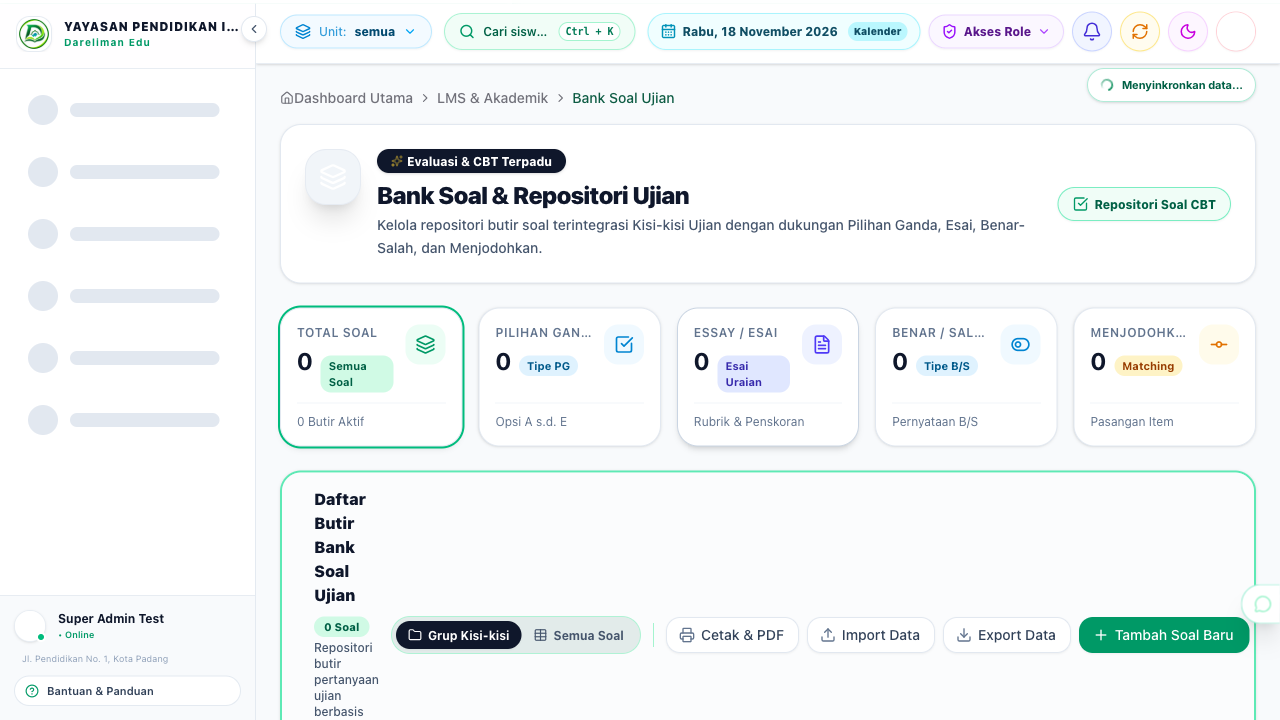 YAYASAN PENDIDIKAN I...
Dareliman Edu
Unit: semua
Cari sisw...
Ctrl + K
Rabu, 18 November 2026
Kalender
Akses Role
Menyinkronkan data...
Dashboard Utama > LMS & Akademik > Bank Soal Ujian
Evaluasi & CBT Terpadu
Bank Soal & Repositori Ujian
Kelola repositori butir soal terintegrasi Kisi-kisi Ujian dengan dukungan Pilihan Ganda, Esai, Benar-
Salah, dan Menjodohkan.
Repositori Soal CBT
TOTAL SOAL
0 Semua
Soal
0 Butir Aktif
PILIHAN GAN...
0 Tipe PG
Opsi A s.d. E
ESSAY / ESAI
0 Esai
Uraian
Rubrik & Penskoran
BENAR / SAL...
0 Tipe B/S
Pernyataan B/S
MENJODOHK...
0 Matching
Pasangan Item
Daftar
Butir
Bank
Soal
Ujian
0 Soal
Repositori
butir
pertanyaan
ujian
berbasis
Grup Kisi-kisi
Semua Soal
Cetak & PDF
Import Data
Export Data
Tambah Soal Baru
Super Admin Test
• Online
Jl. Pendidikan No. 1, Kota Padang
Bantuan & Panduan